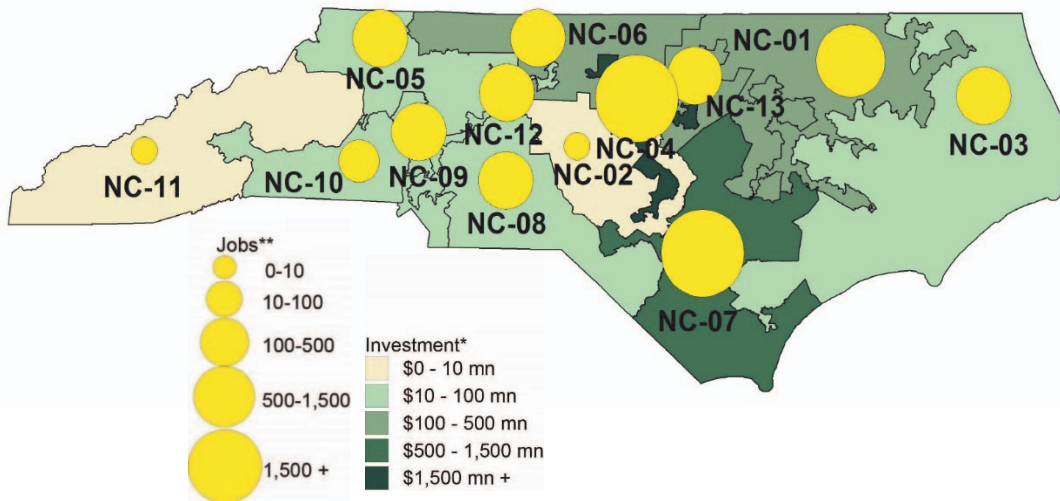 NC-06
NC-01
NC-05
NC-13
NC-12
NC-04
NC-03
NC-11
NC-10
NC-09
NC-02
NC-08
NC-07
Jobs**
0-10
10-100
100-500
500-1,500
1,500 +
Investment*
$0 - 10 mn
$10 - 100 mn
$100 - 500 mn
$500 - 1,500 mn
$1,500 mn +